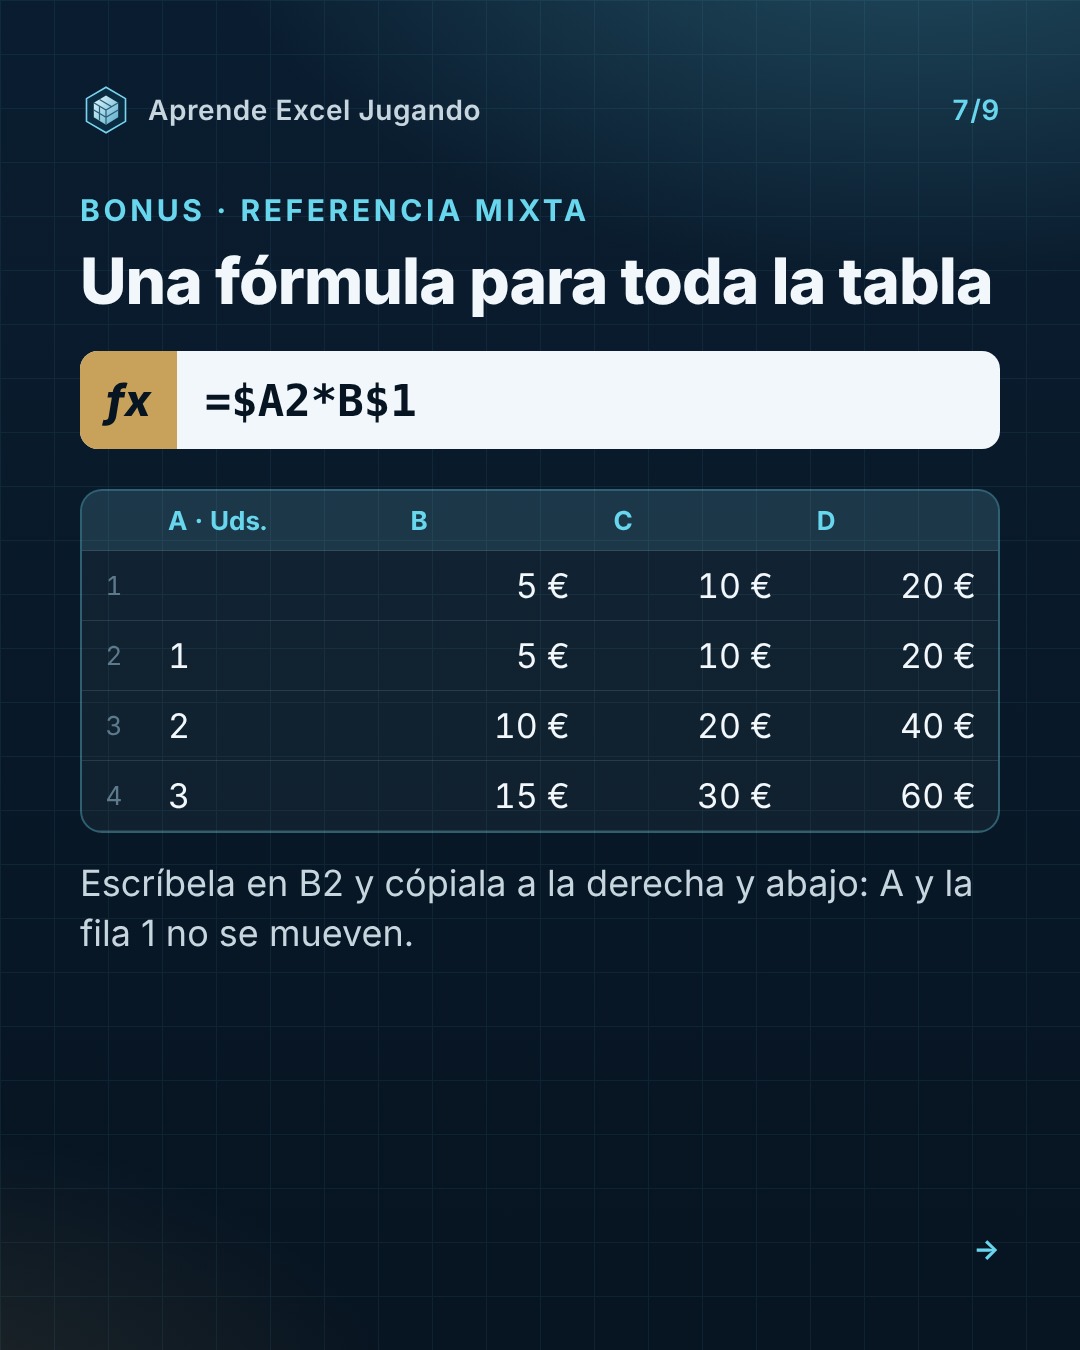 Aprende Excel Jugando
7/9
BONUS · REFERENCIA MIXTA
Una fórmula para toda la tabla
fx =$A2*B$1
A · Uds. B C D
1 5 € 10 € 20 €
2 1 5 € 10 € 20 €
3 2 10 € 20 € 40 €
4 3 15 € 30 € 60 €
Escríbela en B2 y cópiala a la derecha y abajo: A y la
fila 1 no se mueven.
→